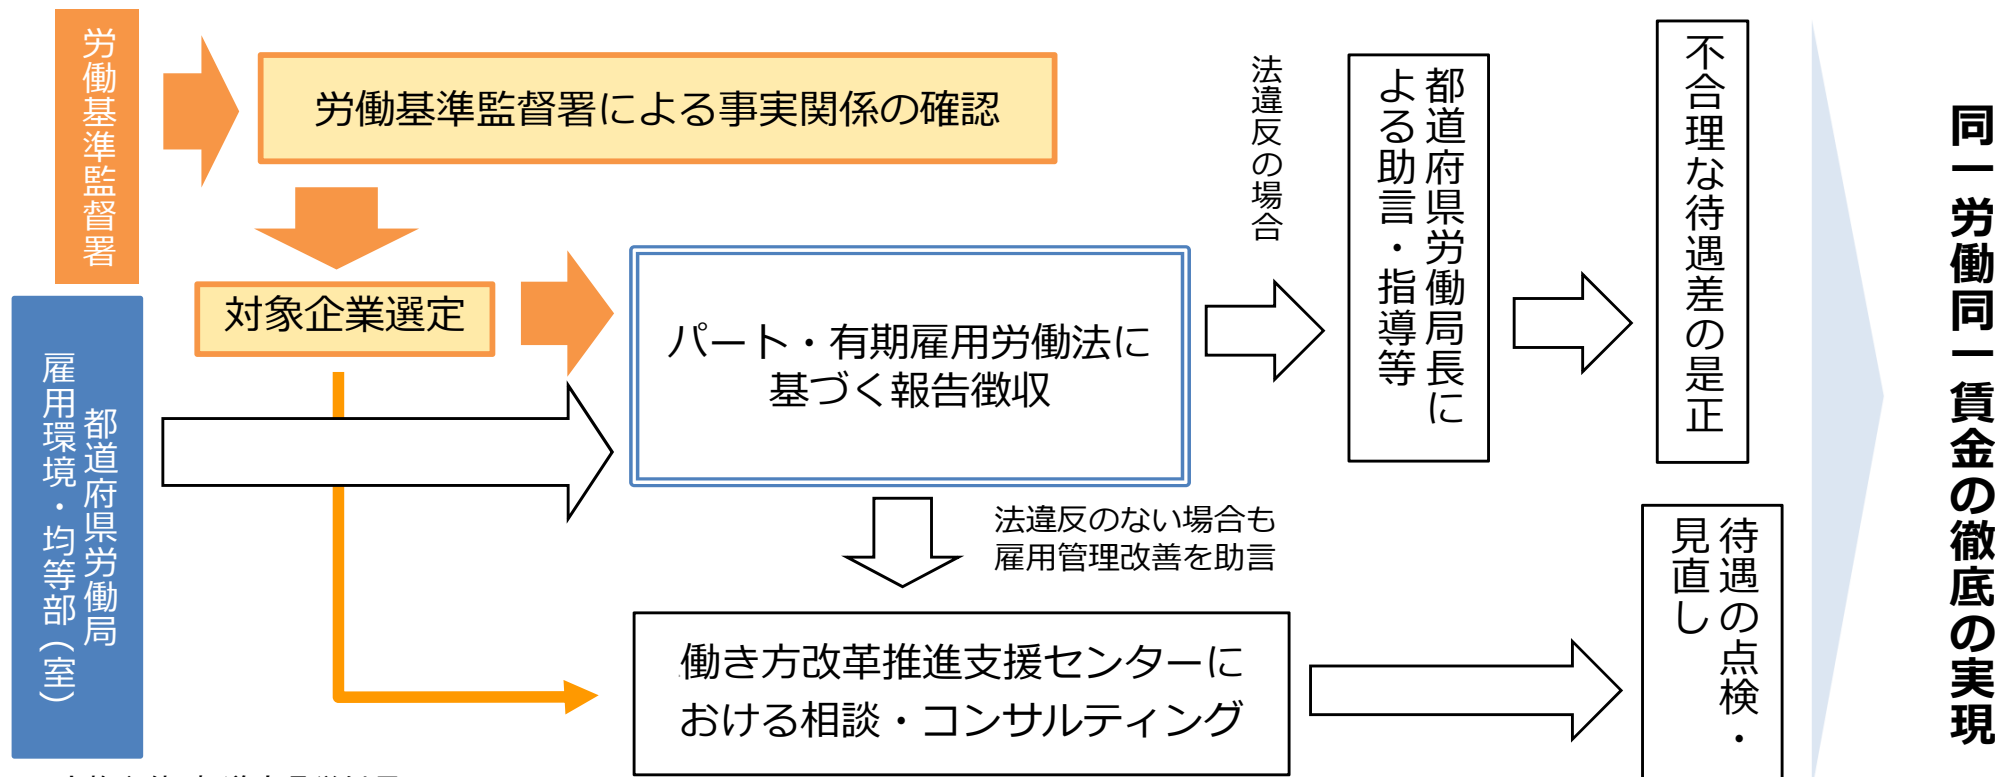 労働基準監督署
労働基準監督署による事実関係の確認
対象企業選定
都道府県労働局
雇用環境・均等部（室）
パート・有期雇用労働法に
基づく報告徴収
法違反の場合
都道府県労働局長に
よる助言・指導等
不合理な待遇差の是正
法違反のない場合も
雇用管理改善を助言
働き方改革推進支援センターに
おける相談・コンサルティング
待遇の点検・
見直し
同一労働同一賃金の徹底の実現